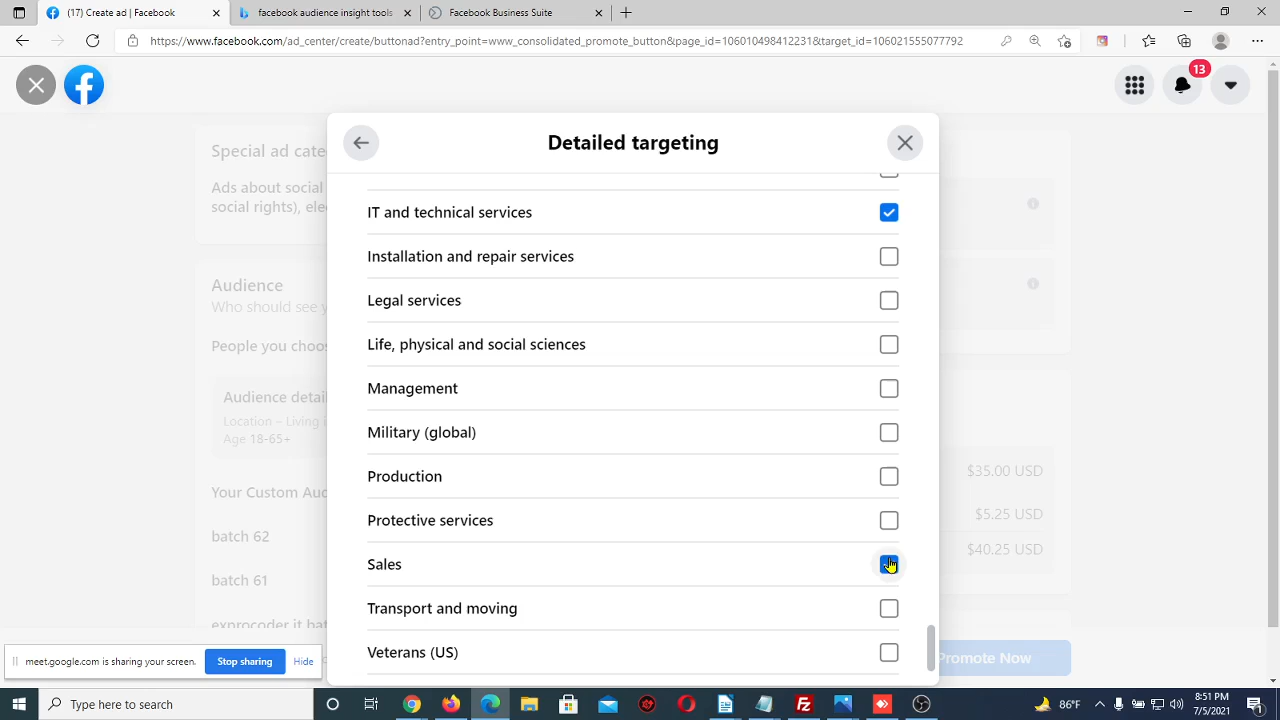 (17) Create ad | Facebook
facebook add tools
Facebook Business Suite
https://www.facebook.com/ad_center/create/buttonad?entry_point=www_consolidated_promote_button&page_id=106010498412231&target_id=106021555077792
13
Detailed targeting
Special ad cate
Ads about social
social rights), ele
IT and technical services
Installation and repair services
Audience
Who should see y
Legal services
People you choos
Life, physical and social sciences
Management
Audience detai
Location – Living i
Age 18-65+
Military (global)
Production
$35.00 USD
Your Custom Aud
Protective services
$5.25 USD
batch 62
$40.25 USD
Sales
batch 61
Transport and moving
exprocoder it bat
Veterans (US)
Promote Now
meet.google.com is sharing your screen.
Stop sharing
Hide
Type here to search
86°F
8:51 PM
7/5/2021